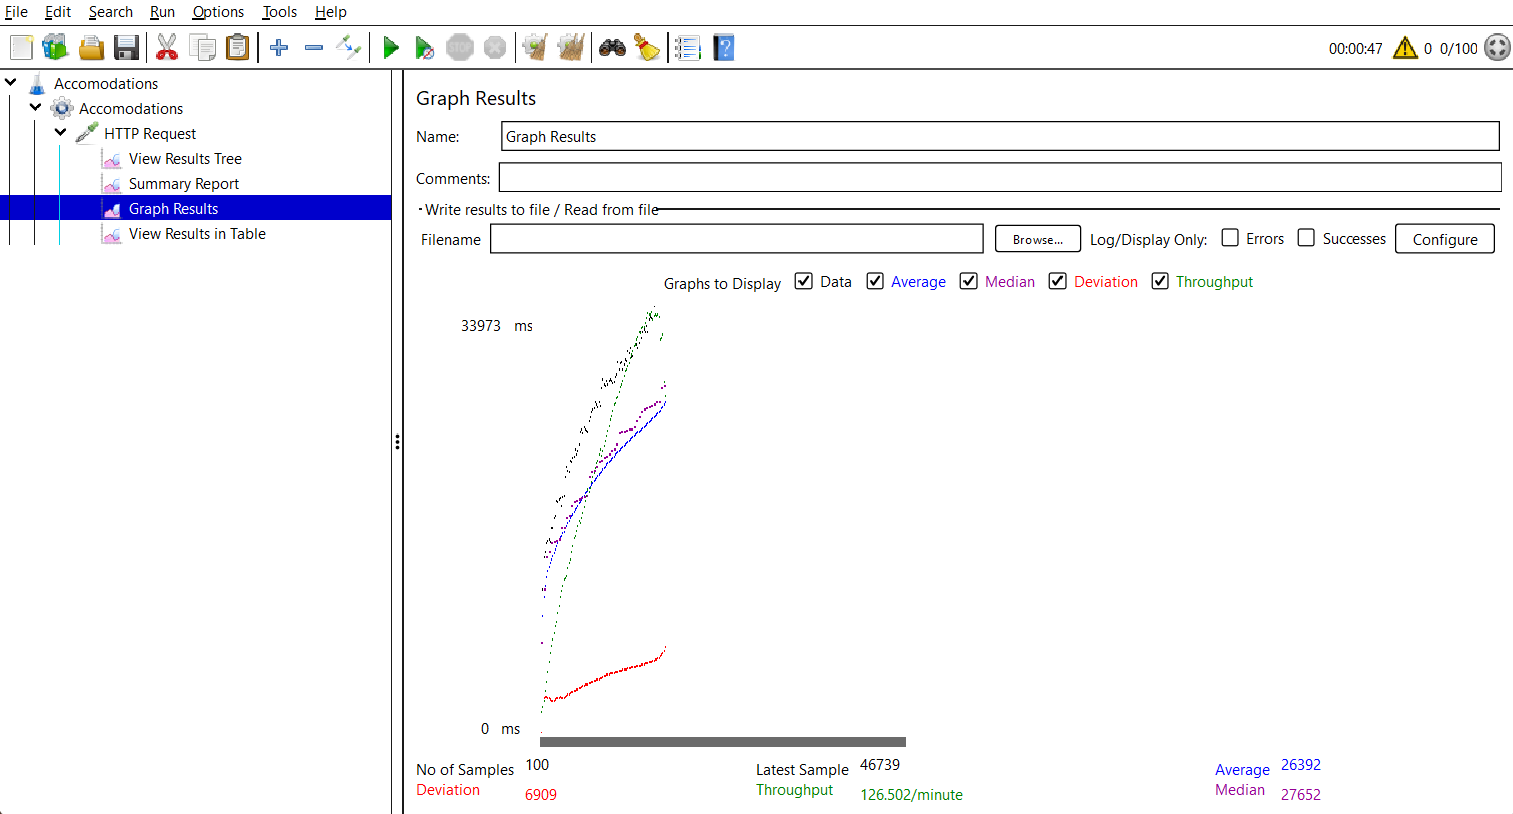 File Edit Search Run Options Tools Help
STOP
00:00:47 0 0/100
Accomodations
Accomodations
HTTP Request
View Results Tree
Summary Report
Graph Results
View Results in Table
Graph Results
Name: Graph Results
Comments:
Write results to file / Read from file
Filename Browse... Log/Display Only: Errors Successes Configure
Graphs to Display Data Average Median Deviation Throughput
33973 ms
0 ms
No of Samples 100 Latest Sample 46739 Average 26392
Deviation 6909 Throughput 126.502/minute Median 27652